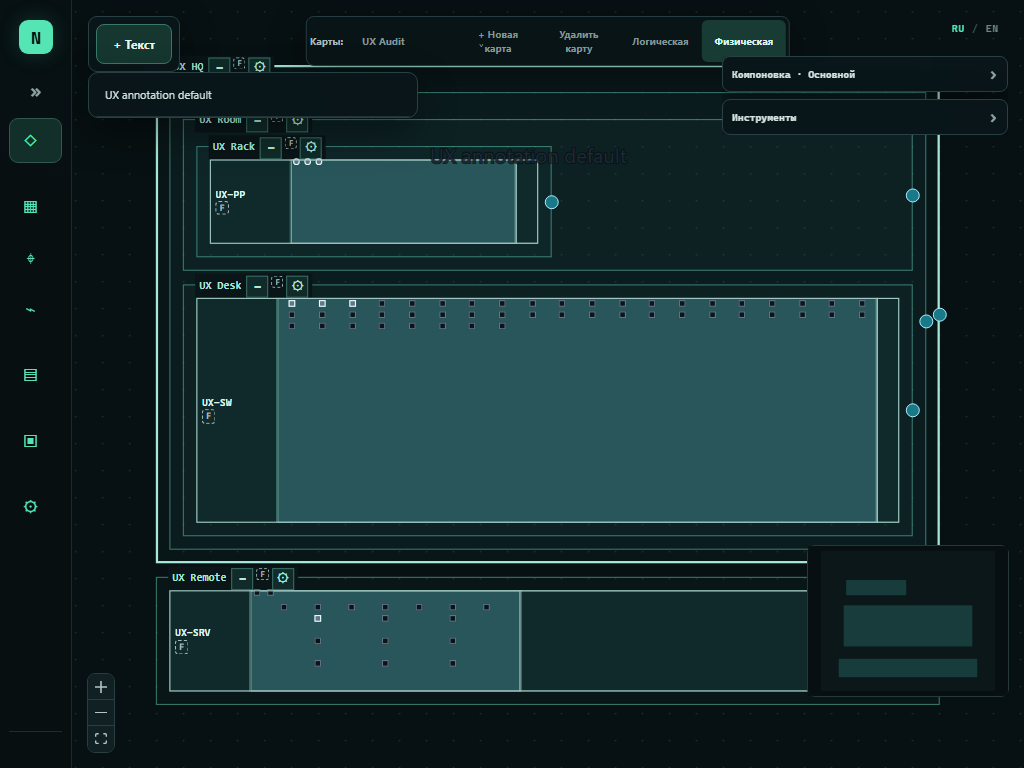 N
»
+ Текст
Карты:
UX Audit
+ Новая
карта
Удалить
карту
Логическая
Физическая
RU / EN
UX HQ
F
Компоновка · Основной
UX annotation default
Инструменты
UX Room
F
UX Rack
F
UX annotation default
UX-PP
F
UX Desk
F
UX-SW
F
UX Remote
F
UX-SRV
F